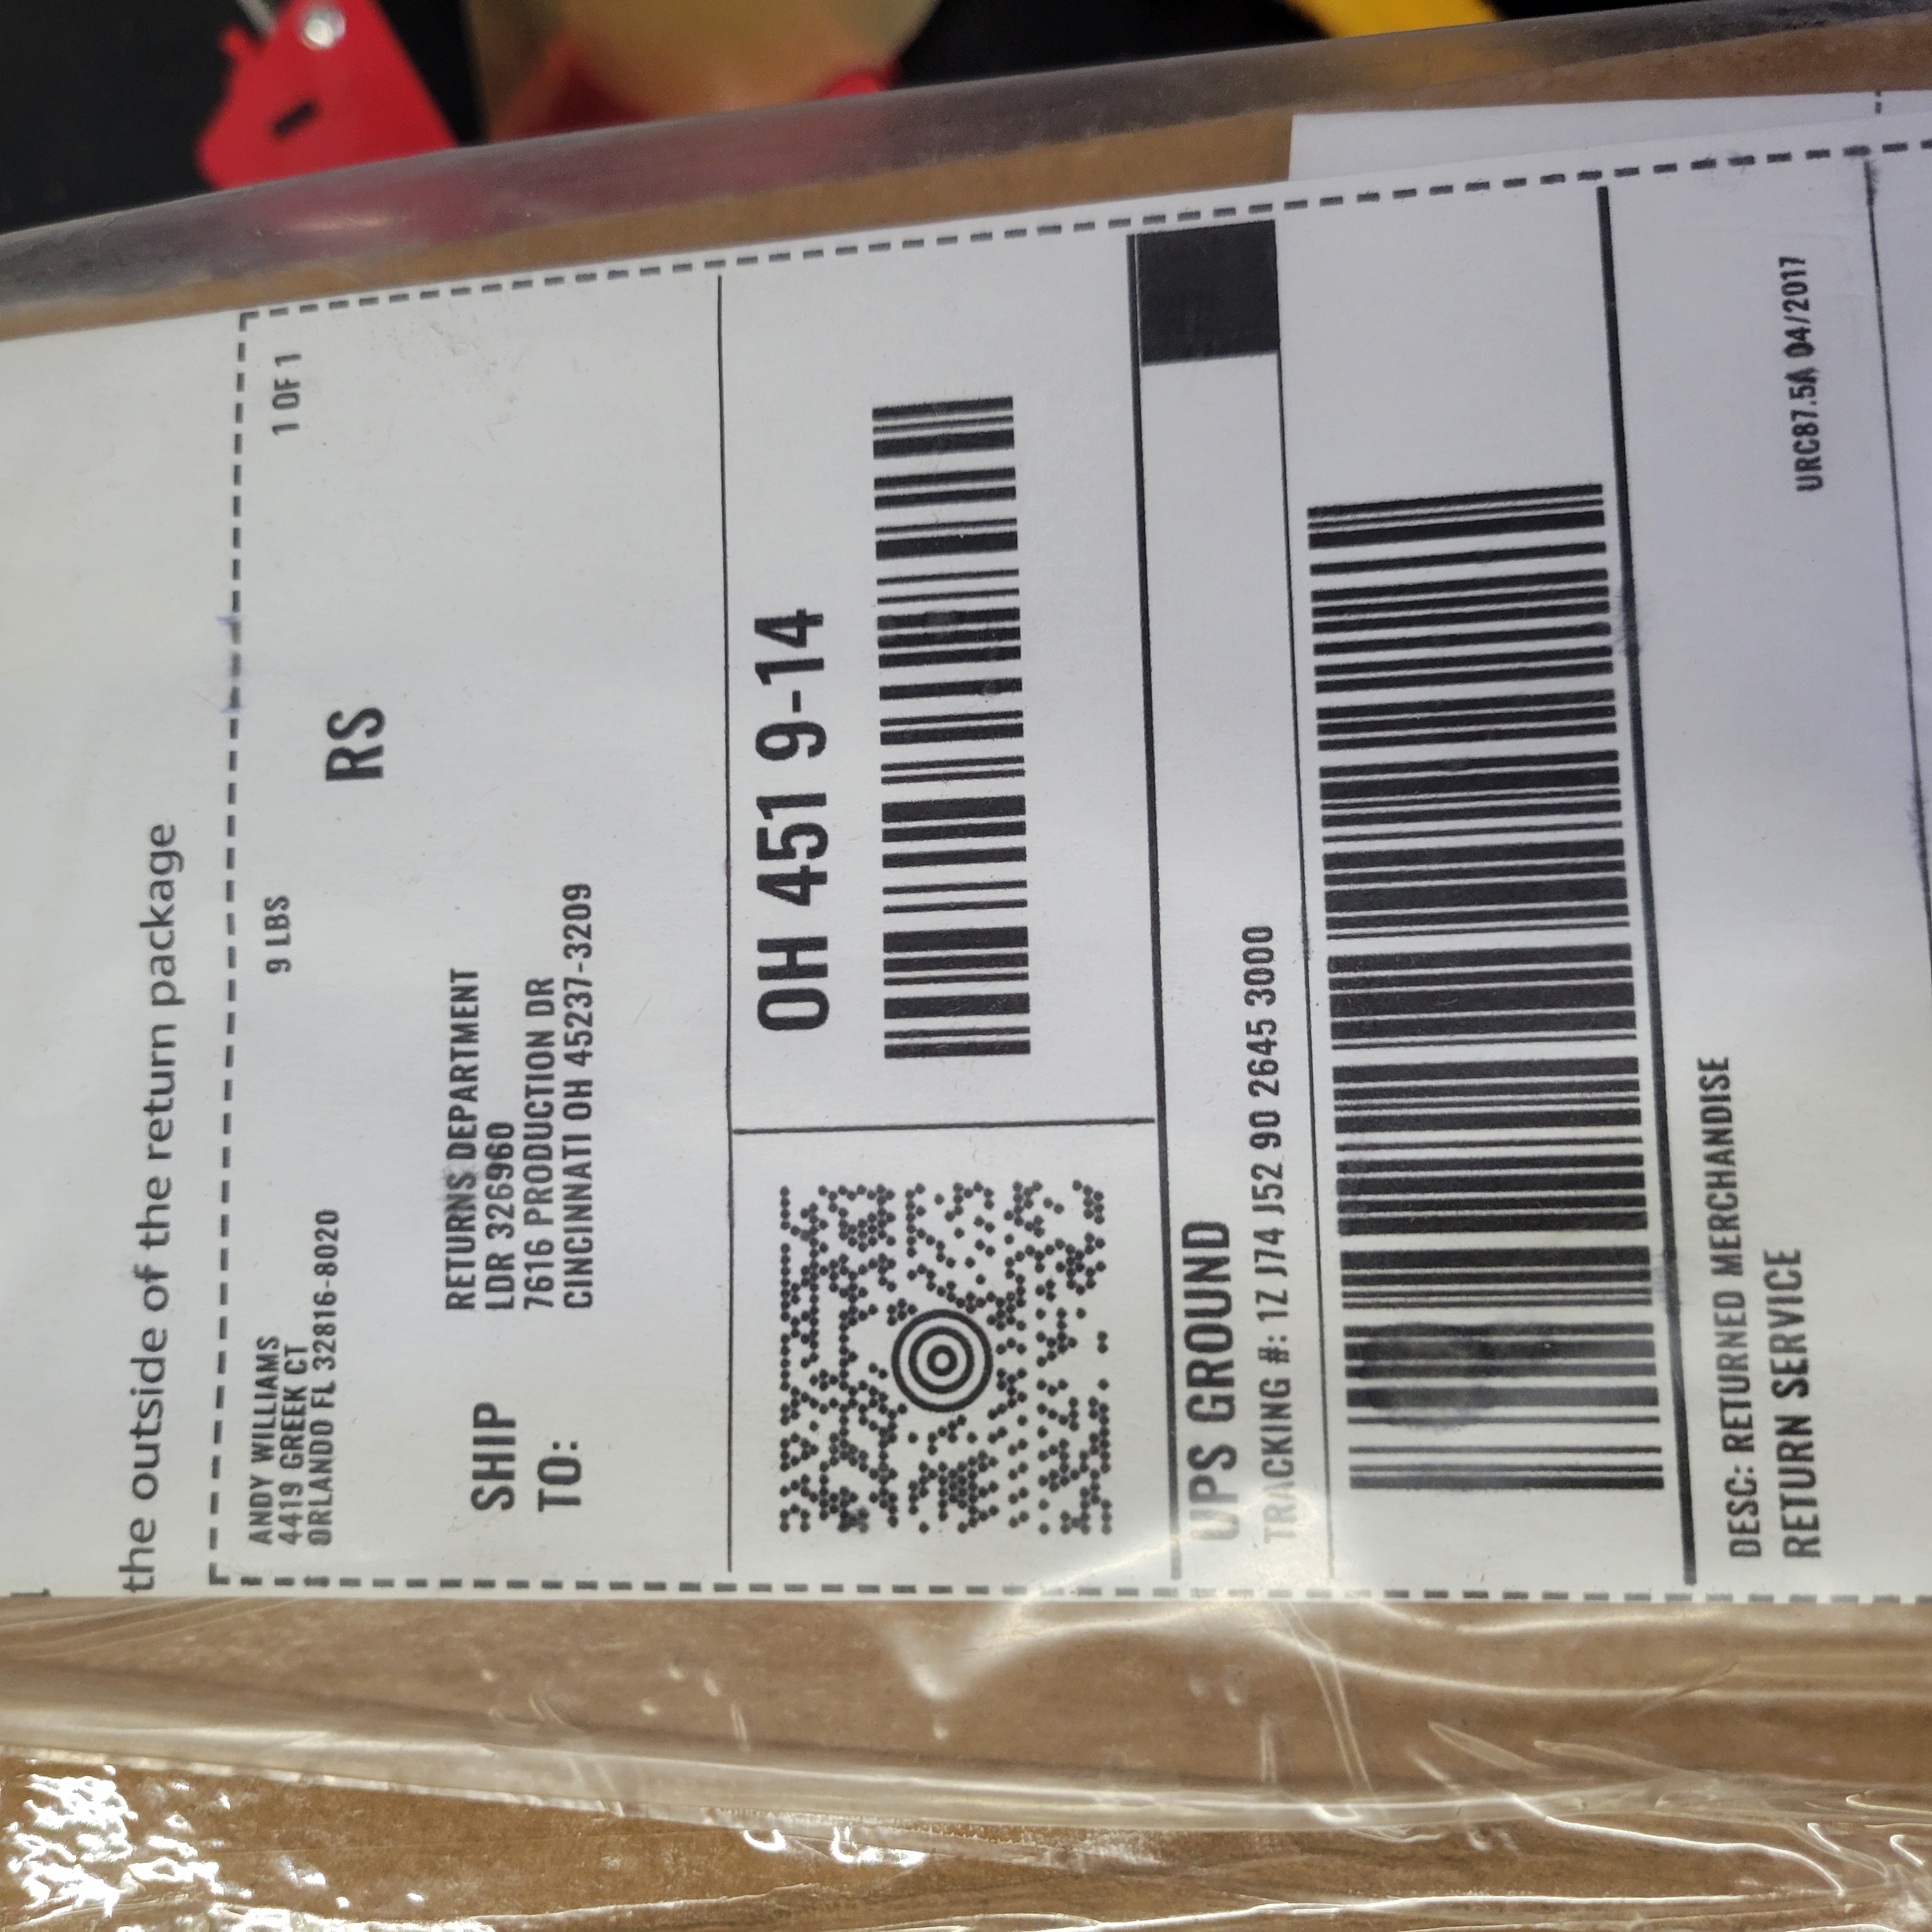 the outside of the return package
ANDY WILLIAMS
4419 GREEK CT
ORLANDO FL 32816-8020
9 LBS
1 OF 1
RS
SHIP
TO:
RETURNS DEPARTMENT
LDR 326960
7616 PRODUCTION DR
CINCINNATI OH 45237-3209
OH 451 9-14
UPS GROUND
TRACKING #: 1Z J74 J52 90 2645 3000
DESC: RETURNED MERCHANDISE
RETURN SERVICE
URC87.5A 04/2017